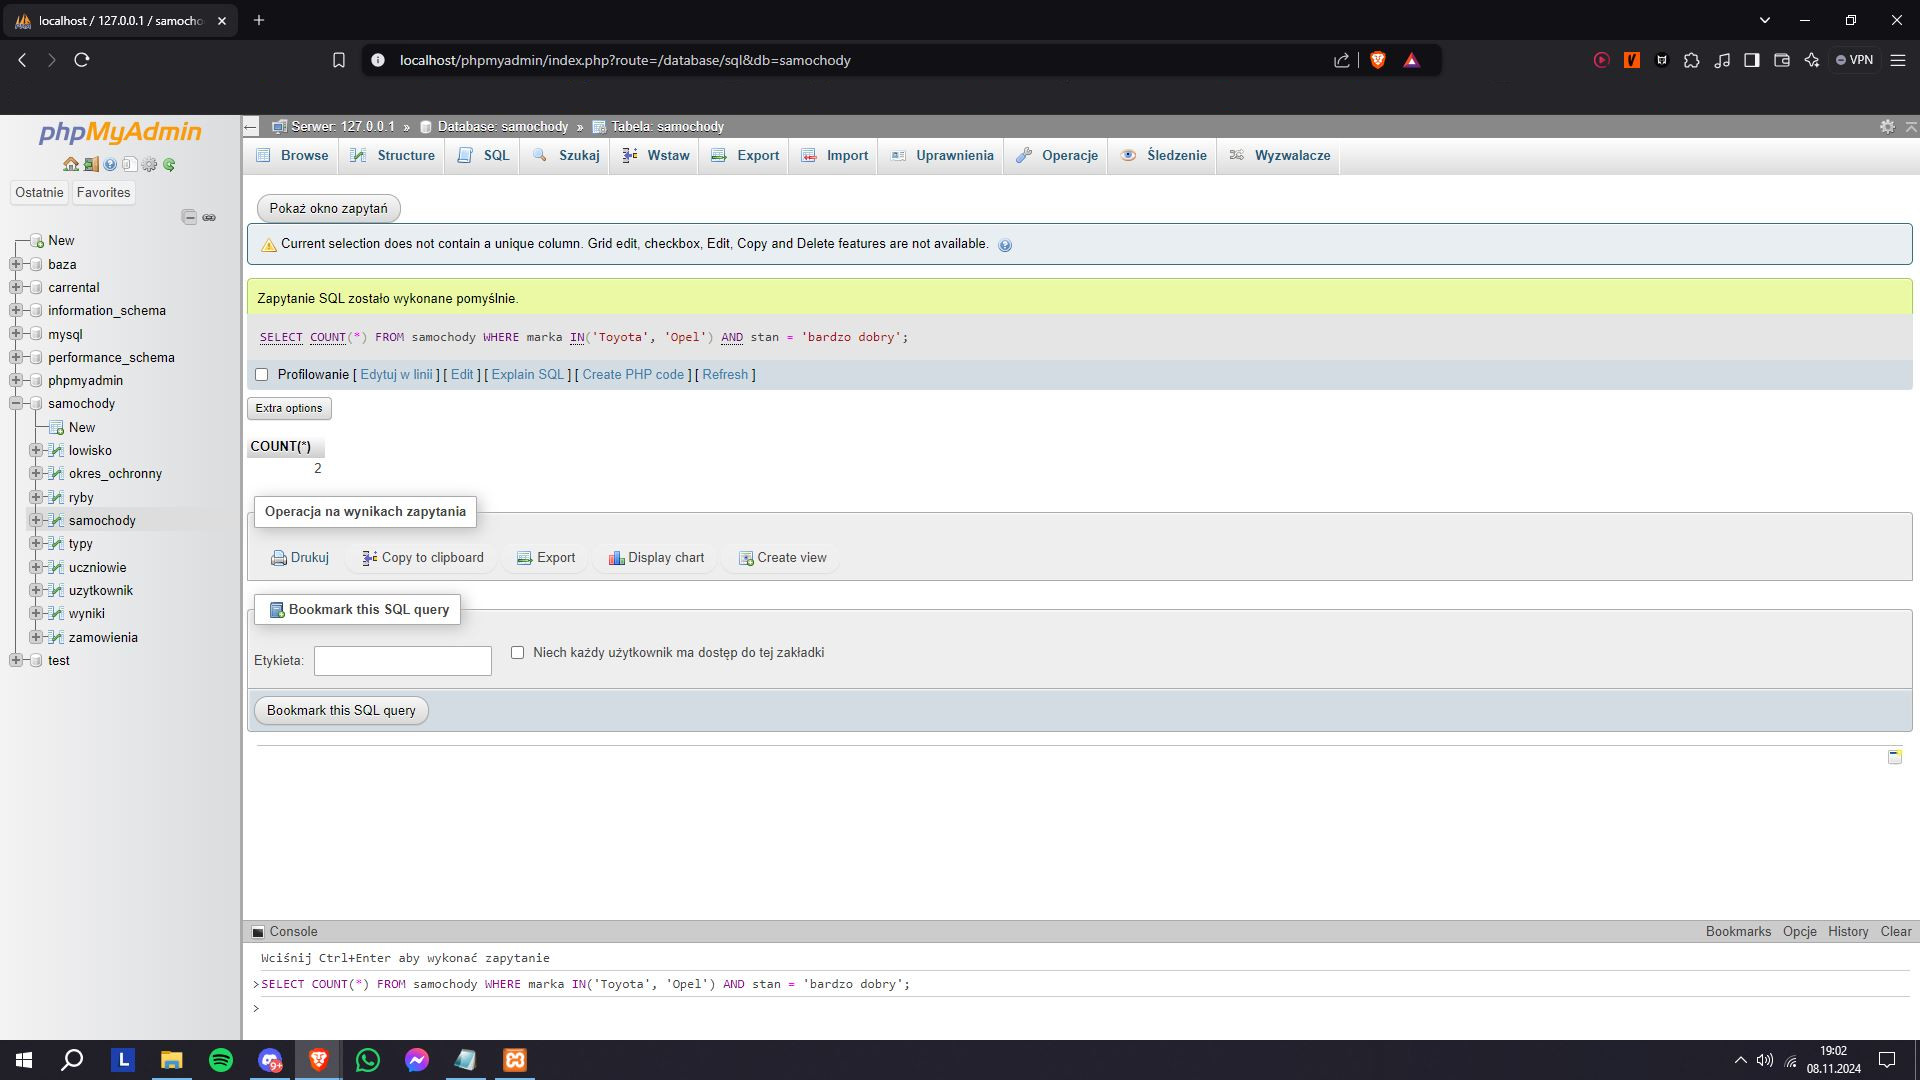 localhost / 127.0.0.1 / samocho
localhost/phpmyadmin/index.php?route=/database/sql&db=samochody
VPN
phpMyAdmin
Ostatnie Favorites
New
baza
carrental
information_schema
mysql
performance_schema
phpmyadmin
samochody
New
lowisko
okres_ochronny
ryby
samochody
typy
uczniowie
uzytkownik
wyniki
zamowienia
test
Serwer: 127.0.0.1 » Database: samochody » Tabela: samochody
Browse Structure SQL Szukaj Wstaw Export Import Uprawnienia Operacje Śledzenie Wyzwalacze
Pokaż okno zapytań
Current selection does not contain a unique column. Grid edit, checkbox, Edit, Copy and Delete features are not available.
Zapytanie SQL zostało wykonane pomyślnie.
SELECT COUNT(*) FROM samochody WHERE marka IN('Toyota', 'Opel') AND stan = 'bardzo dobry';
Profilowanie [ Edytuj w linii ] [ Edit ] [ Explain SQL ] [ Create PHP code ] [ Refresh ]
Extra options
COUNT(*)
2
Operacja na wynikach zapytania
Drukuj Copy to clipboard Export Display chart Create view
Bookmark this SQL query
Etykieta: Niech każdy użytkownik ma dostęp do tej zakładki
Bookmark this SQL query
Console Bookmarks Opcje History Clear
Wciśnij Ctrl+Enter aby wykonać zapytanie
>SELECT COUNT(*) FROM samochody WHERE marka IN('Toyota', 'Opel') AND stan = 'bardzo dobry';
>
L
9+
19:02
08.11.2024